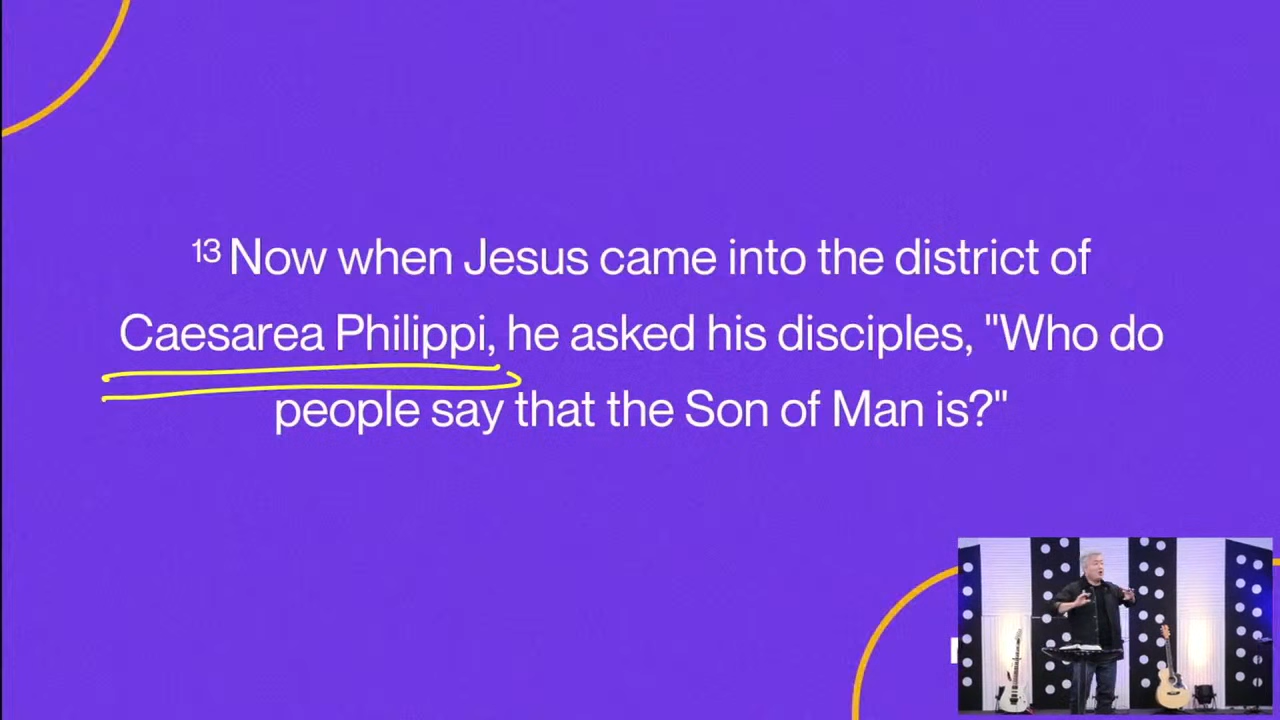 13 Now when Jesus came into the district of
Caesarea Philippi, he asked his disciples, "Who do
people say that the Son of Man is?"